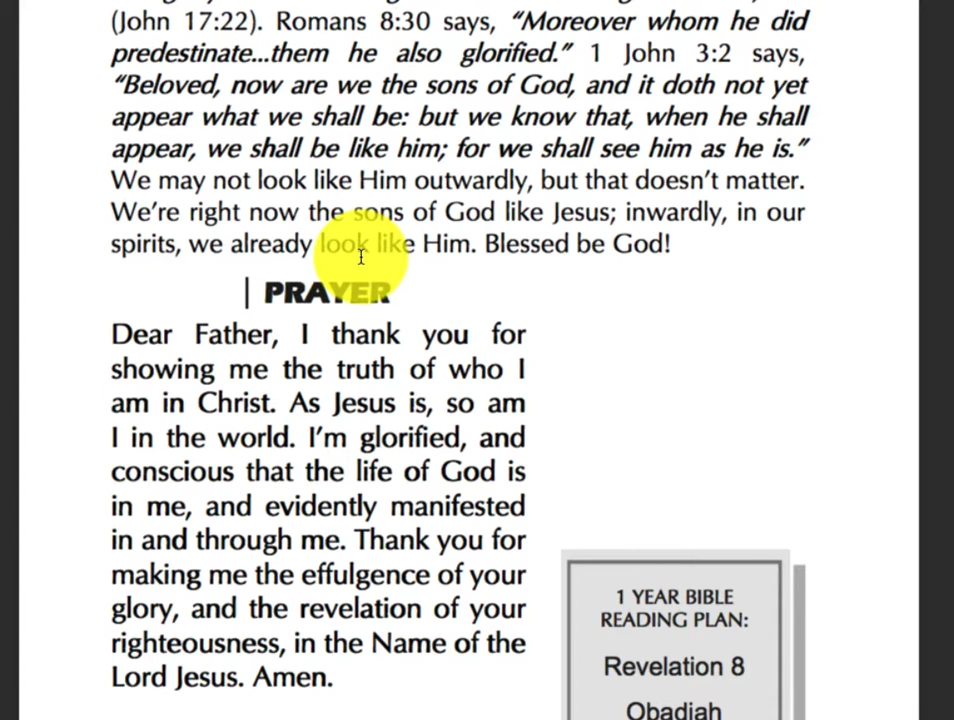 (John 17:22). Romans 8:30 says, “Moreover whom he did
predestinate...them he also glorified.” 1 John 3:2 says,
“Beloved, now are we the sons of God, and it doth not yet
appear what we shall be: but we know that, when he shall
appear, we shall be like him; for we shall see him as he is.”
We may not look like Him outwardly, but that doesn’t matter.
We’re right now the sons of God like Jesus; inwardly, in our
spirits, we already look like Him. Blessed be God!
PRAYER
Dear Father, I thank you for
showing me the truth of who I
am in Christ. As Jesus is, so am
I in the world. I’m glorified, and
conscious that the life of God is
in me, and evidently manifested
in and through me. Thank you for
making me the effulgence of your
glory, and the revelation of your
righteousness, in the Name of the
Lord Jesus. Amen.
1 YEAR BIBLE
READING PLAN:
Revelation 8
Obadiah